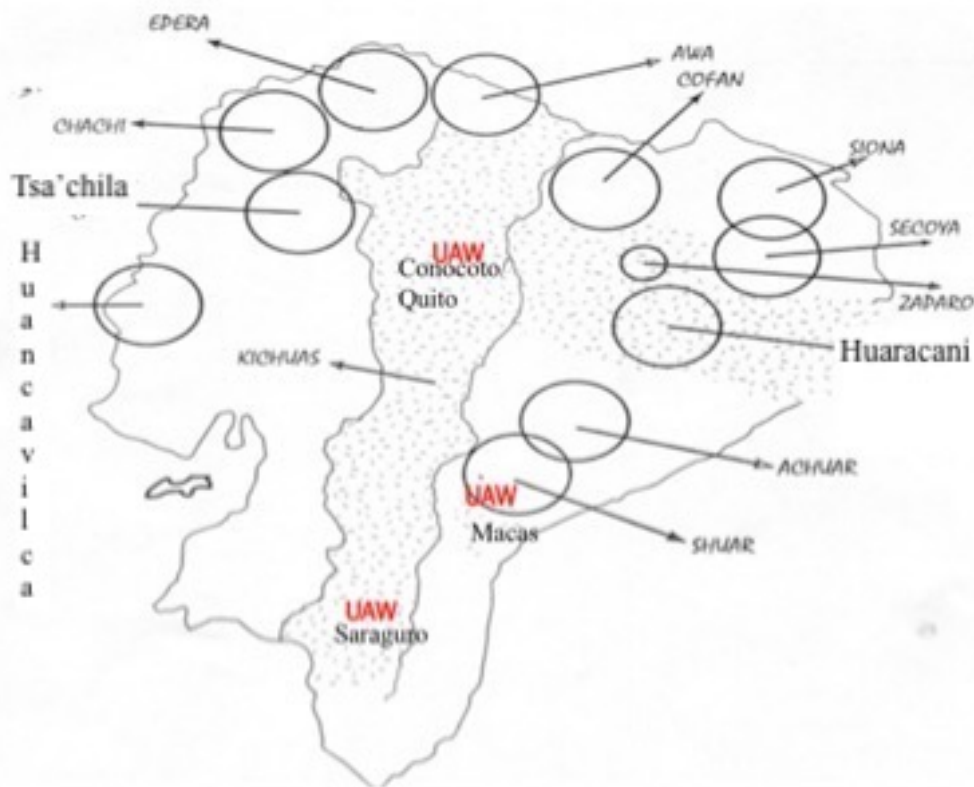 EPERA
AWA
COFAN
CHACHI
SIONA
Tsa'chila
SECOYA
UAW
Conocoto/
Quito
ZAPARO
Huancavilca
KICHUAS
Huaracani
ACHUAR
UAW
Macas
SHUAR
UAW
Saraguro